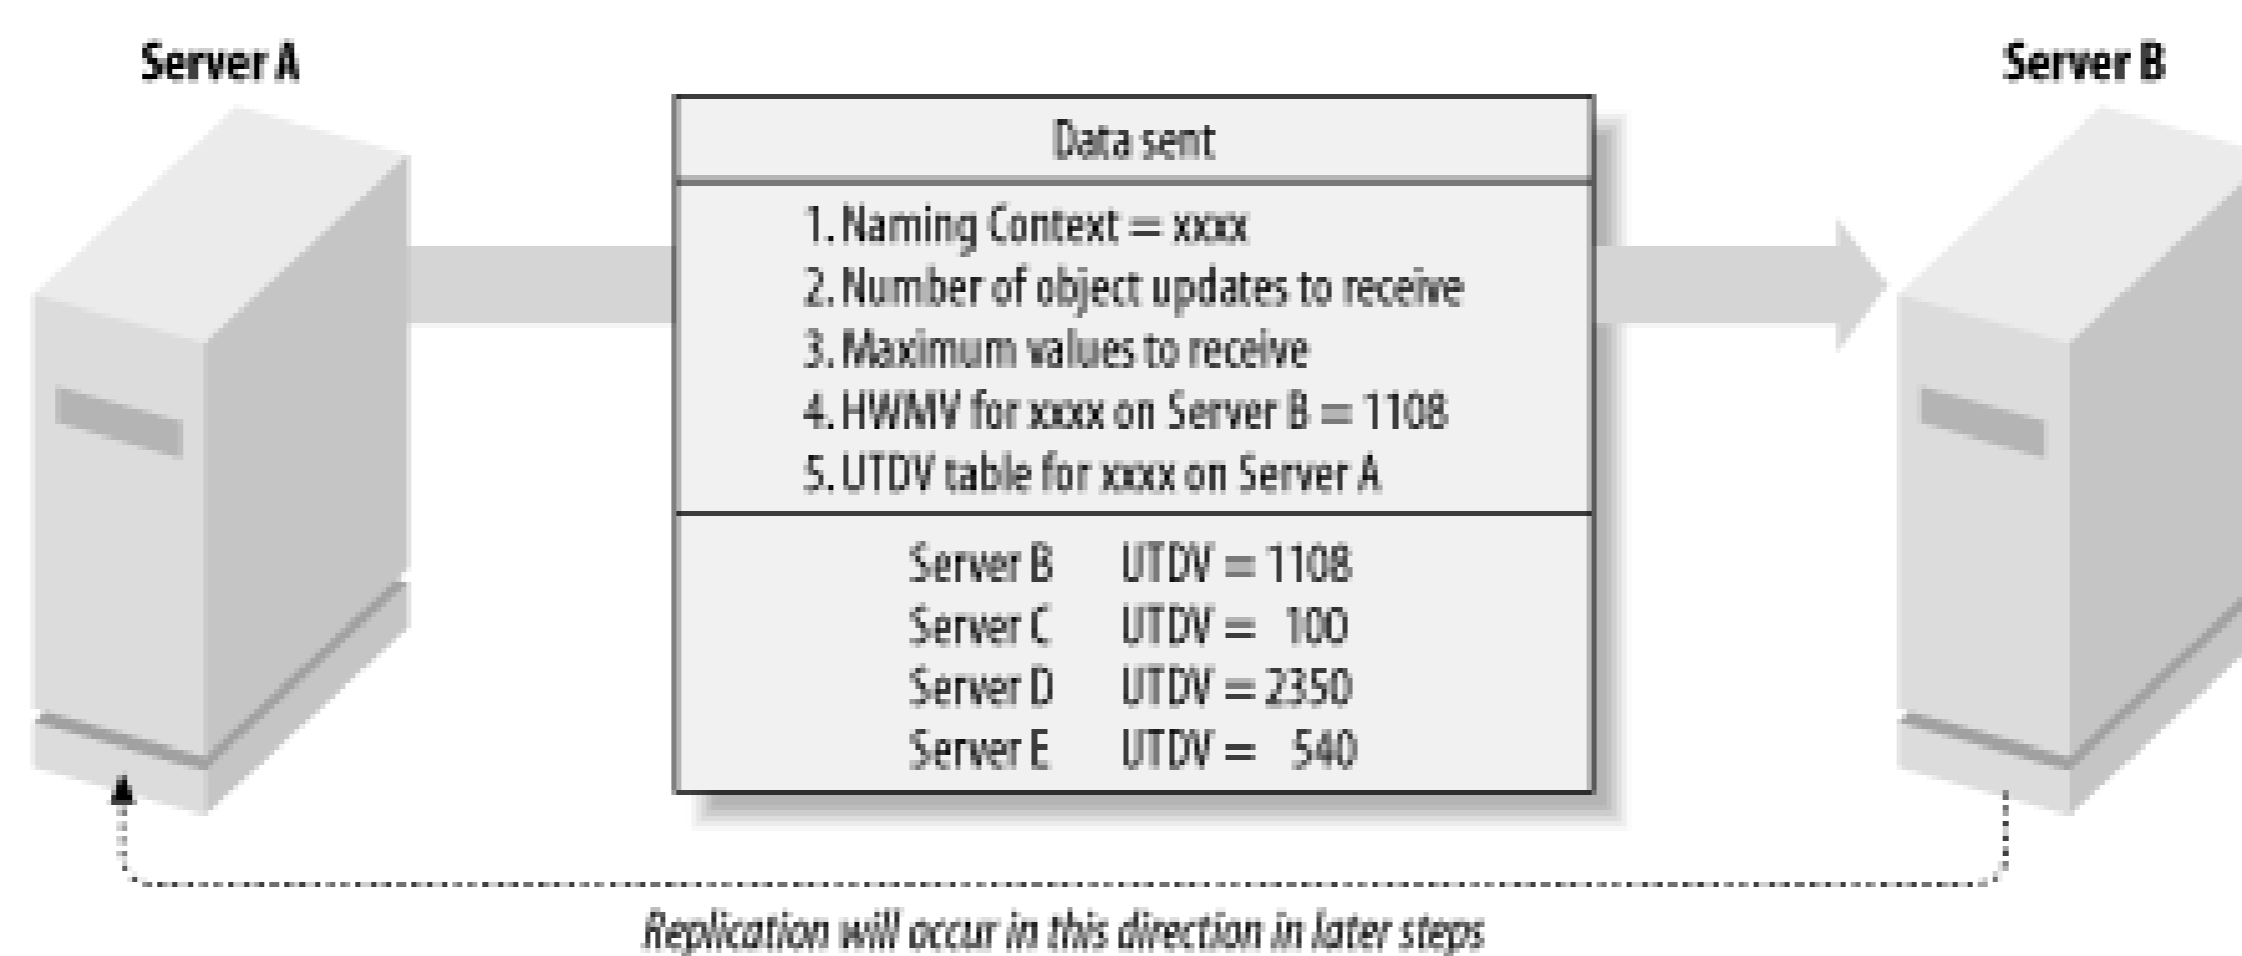 Server A
Server B
Data sent
1. Naming Context = xxxx
2. Number of object updates to receive
3. Maximum values to receive
4. HWMV for xxxx on Server B = 1108
5. UTDV table for xxxx on Server A
Server B UTDV = 1108
Server C UTDV = 100
Server D UTDV = 2350
Server E UTDV = 540
Replication will occur in this direction in later steps